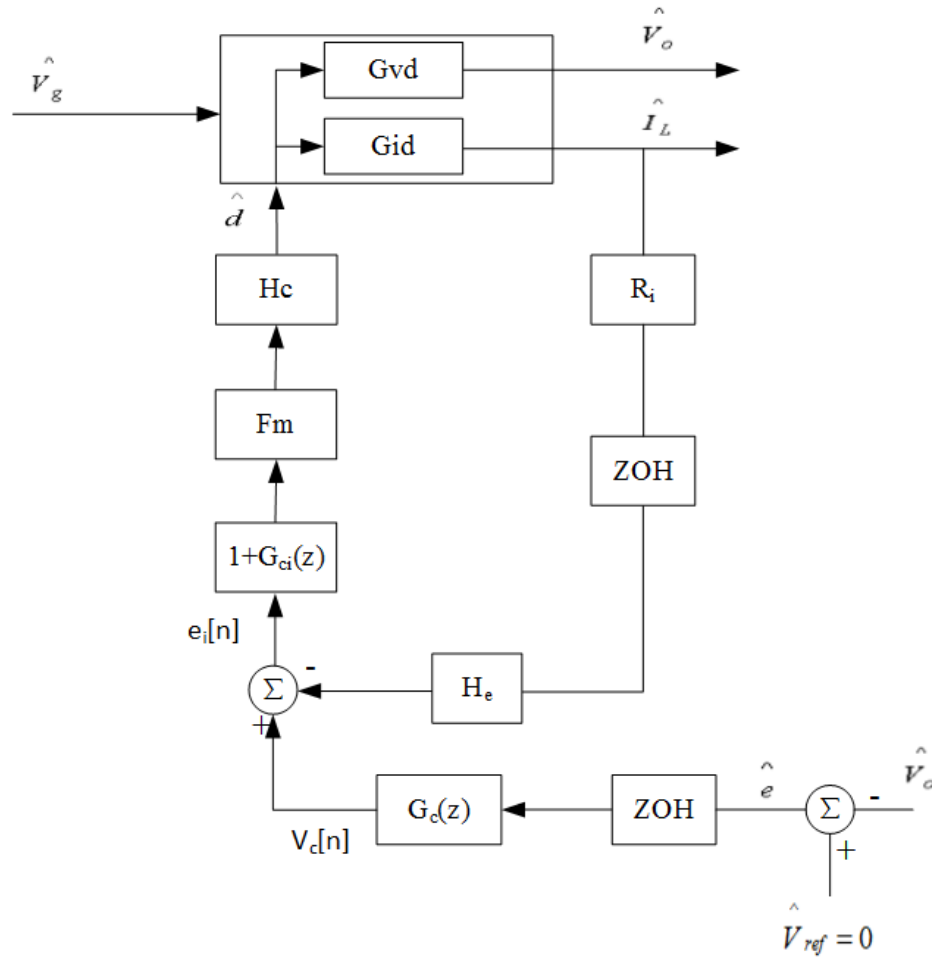 V̂g
Gvd
V̂o
Gid
ÎL
d̂
Hc
Ri
Fm
ZOH
1+Gci(z)
ei[n]
-
Σ
He
+
Gc(z)
ZOH
ê
Σ
-
V̂o
Vc[n]
+
V̂ref = 0